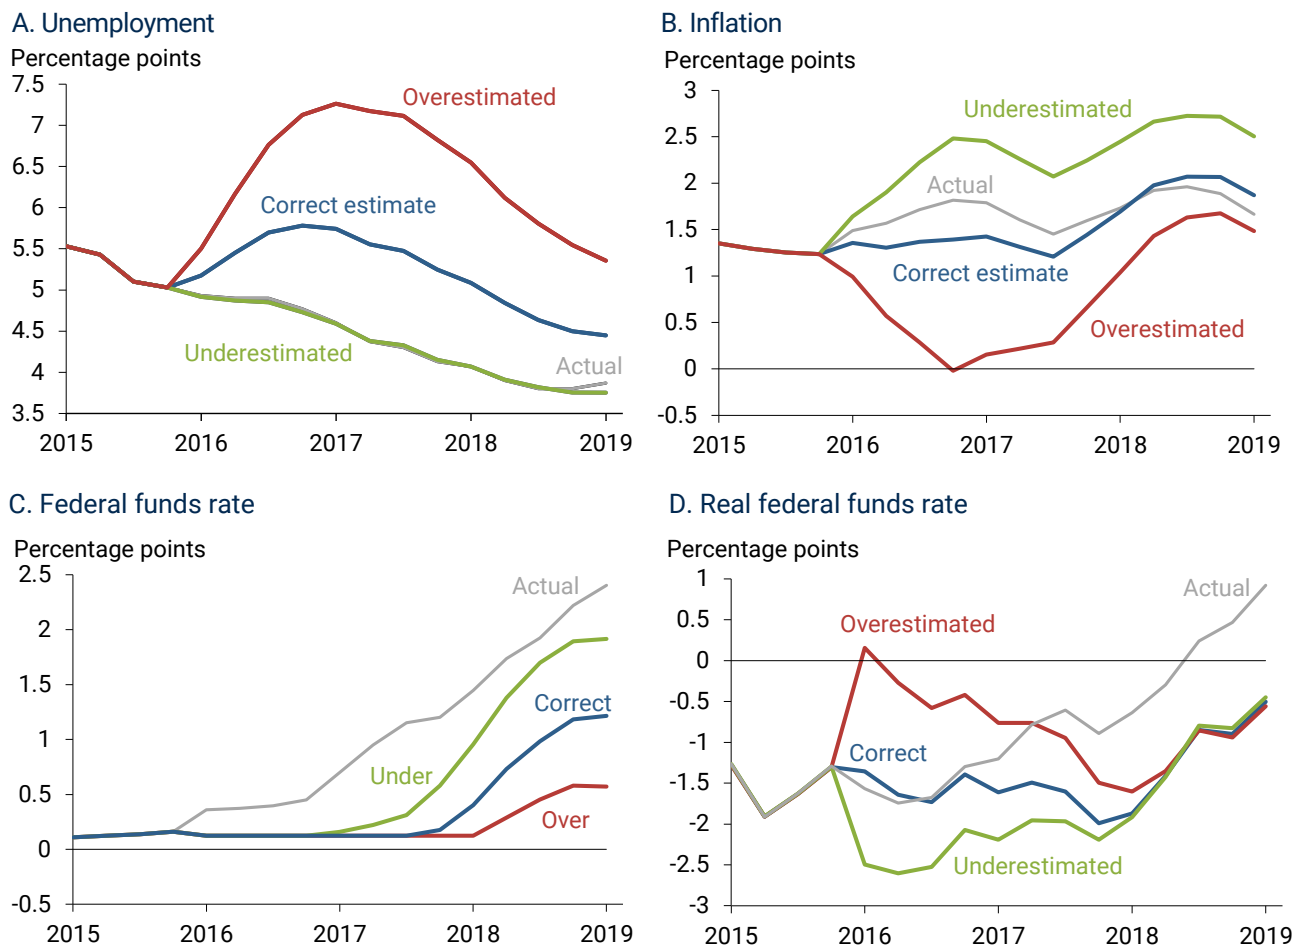 A. Unemployment
Percentage points
7.5
7
6.5
6
5.5
5
4.5
4
3.5
Overestimated
Correct estimate
Underestimated
Actual
2015 2016 2017 2018 2019
B. Inflation
Percentage points
3
2.5
2
1.5
1
0.5
0
-0.5
Underestimated
Actual
Correct estimate
Overestimated
2015 2016 2017 2018 2019
C. Federal funds rate
Percentage points
2.5
2
1.5
1
0.5
0
-0.5
Actual
Correct
Under
Over
2015 2016 2017 2018 2019
D. Real federal funds rate
Percentage points
1
0.5
0
-0.5
-1
-1.5
-2
-2.5
-3
Actual
Overestimated
Correct
Underestimated
2015 2016 2017 2018 2019